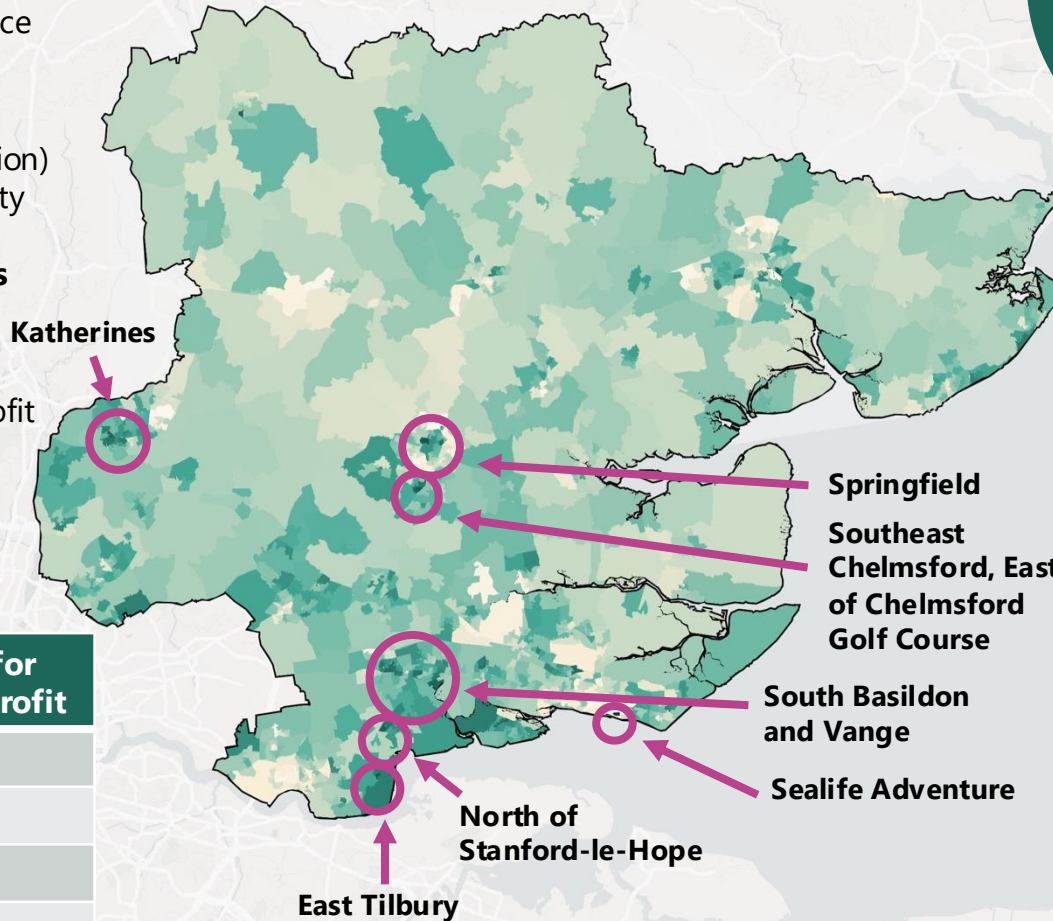 ce
ion)
ty
s
Katherines
ofit
Springfield
Southeast
Chelmsford, East
of Chelmsford
Golf Course
for
rofit
South Basildon
and Vange
Sealife Adventure
North of
Stanford-le-Hope
East Tilbury